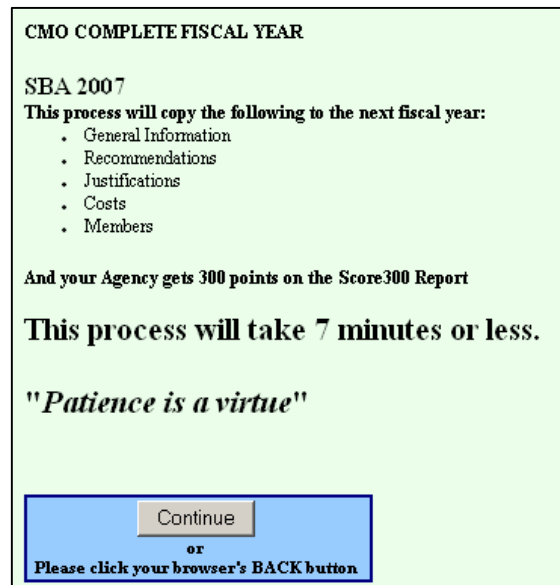 CMO COMPLETE FISCAL YEAR
SBA 2007
This process will copy the following to the next fiscal year:
• General Information
• Recommendations
• Justifications
• Costs
• Members
And your Agency gets 300 points on the Score300 Report
This process will take 7 minutes or less.
"Patience is a virtue"
Continue
or
Please click your browser's BACK button